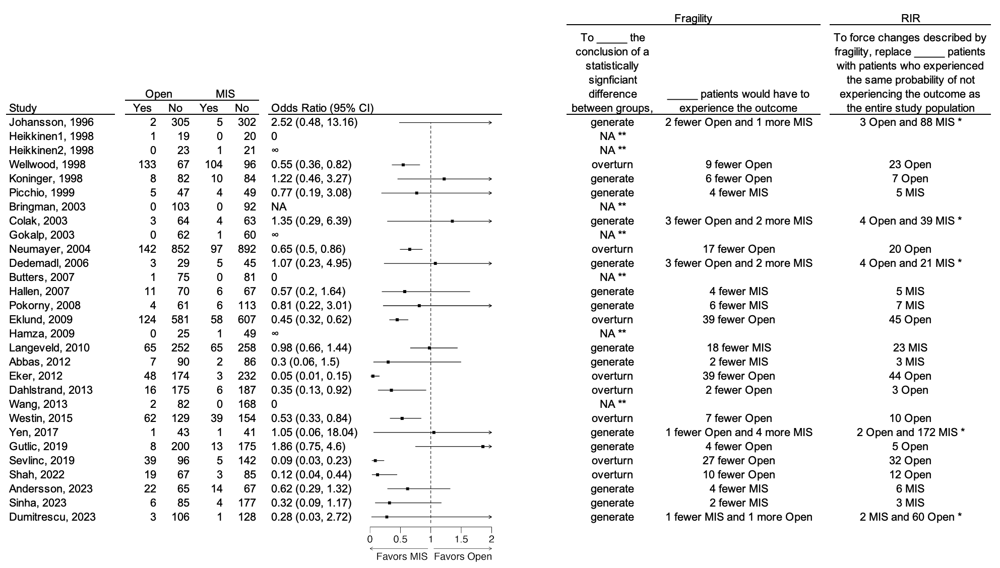 Fragility RIR
To _____ the To force changes described by
conclusion of a fragility, replace _____ patients
statistically with patients who experienced
signficiant the same probability of not
Open MIS difference _____ patients would have to experiencing the outcome as
Study Yes No Yes No Odds Ratio (95% CI) between groups, experience the outcome the entire study population
Johansson, 1996 2 305 5 302 2.52 (0.48, 13.16) generate 2 fewer Open and 1 more MIS 3 Open and 88 MIS *
Heikkinen1, 1998 1 19 0 20 0 NA **
Heikkinen2, 1998 0 23 1 21 ∞ NA **
Wellwood, 1998 133 67 104 96 0.55 (0.36, 0.82) overturn 9 fewer Open 23 Open
Koninger, 1998 8 82 10 84 1.22 (0.46, 3.27) generate 6 fewer Open 7 Open
Picchio, 1999 5 47 4 49 0.77 (0.19, 3.08) generate 4 fewer MIS 5 MIS
Bringman, 2003 0 103 0 92 NA NA **
Colak, 2003 3 64 4 63 1.35 (0.29, 6.39) generate 3 fewer Open and 2 more MIS 4 Open and 39 MIS *
Gokalp, 2003 0 62 1 60 ∞ NA **
Neumayer, 2004 142 852 97 892 0.65 (0.5, 0.86) overturn 17 fewer Open 20 Open
Dedemadl, 2006 3 29 5 45 1.07 (0.23, 4.95) generate 3 fewer Open and 2 more MIS 4 Open and 21 MIS *
Butters, 2007 1 75 0 81 0 NA **
Hallen, 2007 11 70 6 67 0.57 (0.2, 1.64) generate 4 fewer MIS 5 MIS
Pokorny, 2008 4 61 6 113 0.81 (0.22, 3.01) generate 6 fewer MIS 7 MIS
Eklund, 2009 124 581 58 607 0.45 (0.32, 0.62) overturn 39 fewer Open 45 Open
Hamza, 2009 0 25 1 49 ∞ NA **
Langeveld, 2010 65 252 65 258 0.98 (0.66, 1.44) generate 18 fewer MIS 23 MIS
Abbas, 2012 7 90 2 86 0.3 (0.06, 1.5) generate 2 fewer MIS 3 MIS
Eker, 2012 48 174 3 232 0.05 (0.01, 0.15) overturn 39 fewer Open 44 Open
Dahlstrand, 2013 16 175 6 187 0.35 (0.13, 0.92) overturn 2 fewer Open 3 Open
Wang, 2013 2 82 0 168 0 NA **
Westin, 2015 62 129 39 154 0.53 (0.33, 0.84) overturn 7 fewer Open 10 Open
Yen, 2017 1 43 1 41 1.05 (0.06, 18.04) generate 1 fewer Open and 4 more MIS 2 Open and 172 MIS *
Gutlic, 2019 8 200 13 175 1.86 (0.75, 4.6) generate 4 fewer Open 5 Open
Sevlinc, 2019 39 96 5 142 0.09 (0.03, 0.23) overturn 27 fewer Open 32 Open
Shah, 2022 19 67 3 85 0.12 (0.04, 0.44) overturn 10 fewer Open 12 Open
Andersson, 2023 22 65 14 67 0.62 (0.29, 1.32) generate 4 fewer MIS 6 MIS
Sinha, 2023 6 85 4 177 0.32 (0.09, 1.17) generate 2 fewer MIS 3 MIS
Dumitrescu, 2023 3 106 1 128 0.28 (0.03, 2.72) generate 1 fewer MIS and 1 more Open 2 MIS and 60 Open *
0 0.5 1 1.5 2
Favors MIS Favors Open